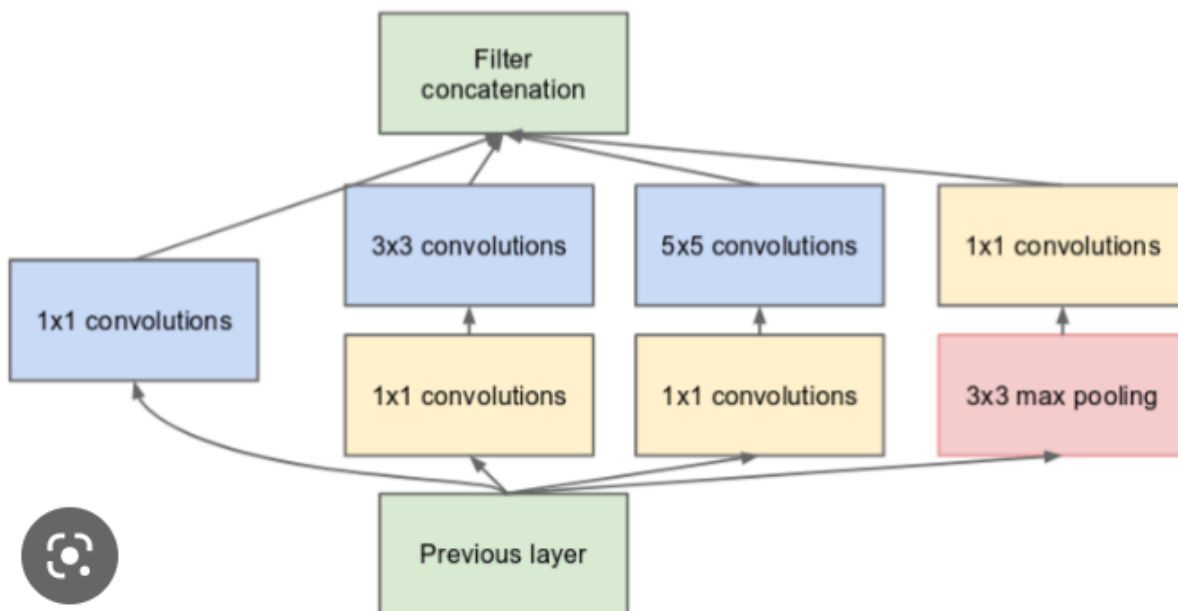 Filter
concatenation
3x3 convolutions
5x5 convolutions
1x1 convolutions
1x1 convolutions
1x1 convolutions
1x1 convolutions
3x3 max pooling
Previous layer